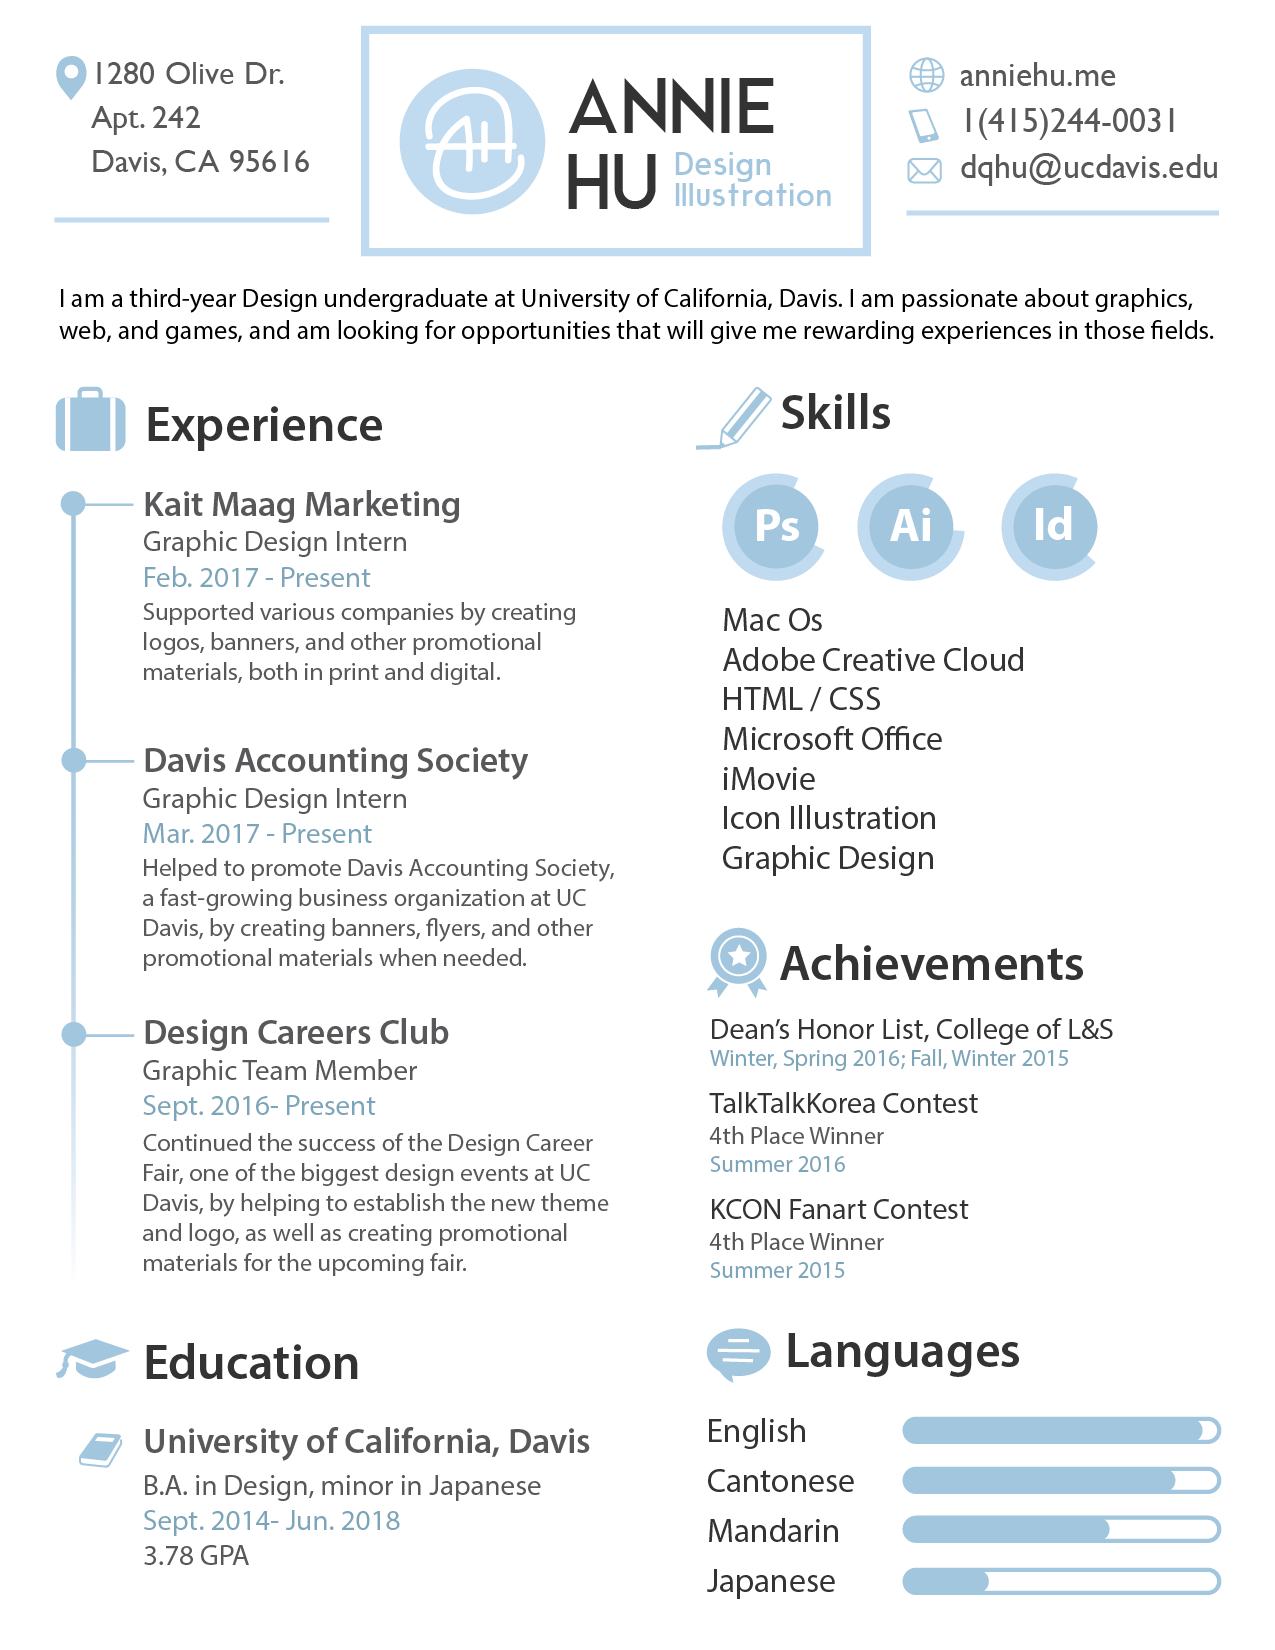 1280 Olive Dr.
Apt. 242
Davis, CA 95616
AH
ANNIE
HU
Design
Illustration
anniehu.me
1(415)244-0031
dqhu@ucdavis.edu
I am a third-year Design undergraduate at University of California, Davis. I am passionate about graphics,
web, and games, and am looking for opportunities that will give me rewarding experiences in those fields.
Experience
Kait Maag Marketing
Graphic Design Intern
Feb. 2017 - Present
Supported various companies by creating
logos, banners, and other promotional
materials, both in print and digital.
Davis Accounting Society
Graphic Design Intern
Mar. 2017 - Present
Helped to promote Davis Accounting Society,
a fast-growing business organization at UC
Davis, by creating banners, flyers, and other
promotional materials when needed.
Design Careers Club
Graphic Team Member
Sept. 2016- Present
Continued the success of the Design Career
Fair, one of the biggest design events at UC
Davis, by helping to establish the new theme
and logo, as well as creating promotional
materials for the upcoming fair.
Education
University of California, Davis
B.A. in Design, minor in Japanese
Sept. 2014- Jun. 2018
3.78 GPA
Skills
Ps Ai Id
Mac Os
Adobe Creative Cloud
HTML / CSS
Microsoft Office
iMovie
Icon Illustration
Graphic Design
Achievements
Dean’s Honor List, College of L&S
Winter, Spring 2016; Fall, Winter 2015
TalkTalkKorea Contest
4th Place Winner
Summer 2016
KCON Fanart Contest
4th Place Winner
Summer 2015
Languages
English
Cantonese
Mandarin
Japanese